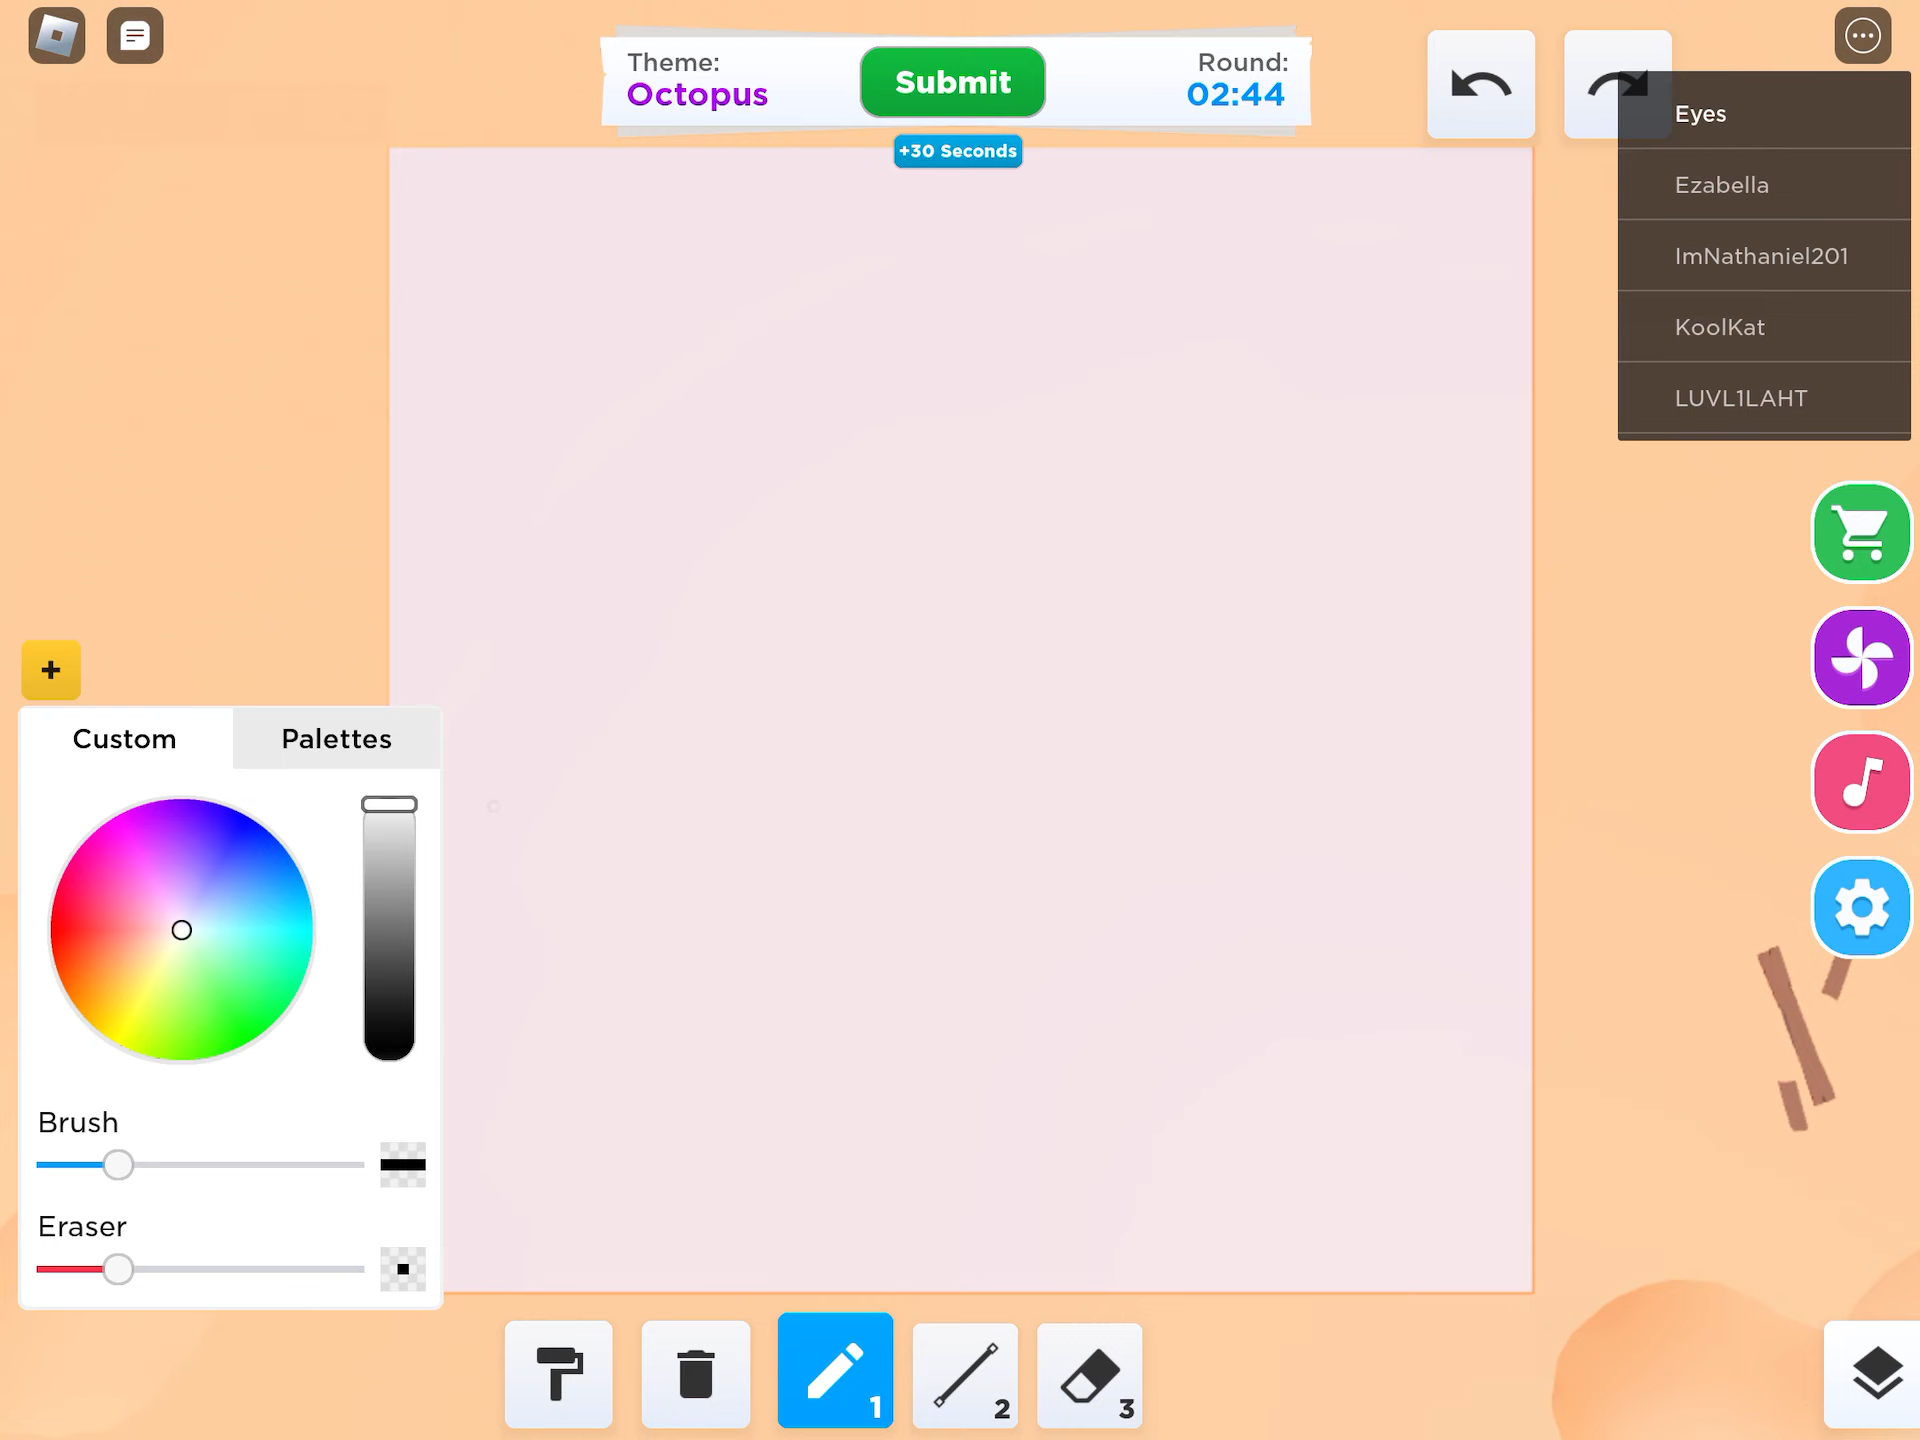 Theme:
Octopus
Submit
Round:
02:44
+30 Seconds
Eyes
Ezabella
ImNathaniel201
KoolKat
LUVL1LAHT
+
Custom
Palettes
Brush
Eraser
1
2
3